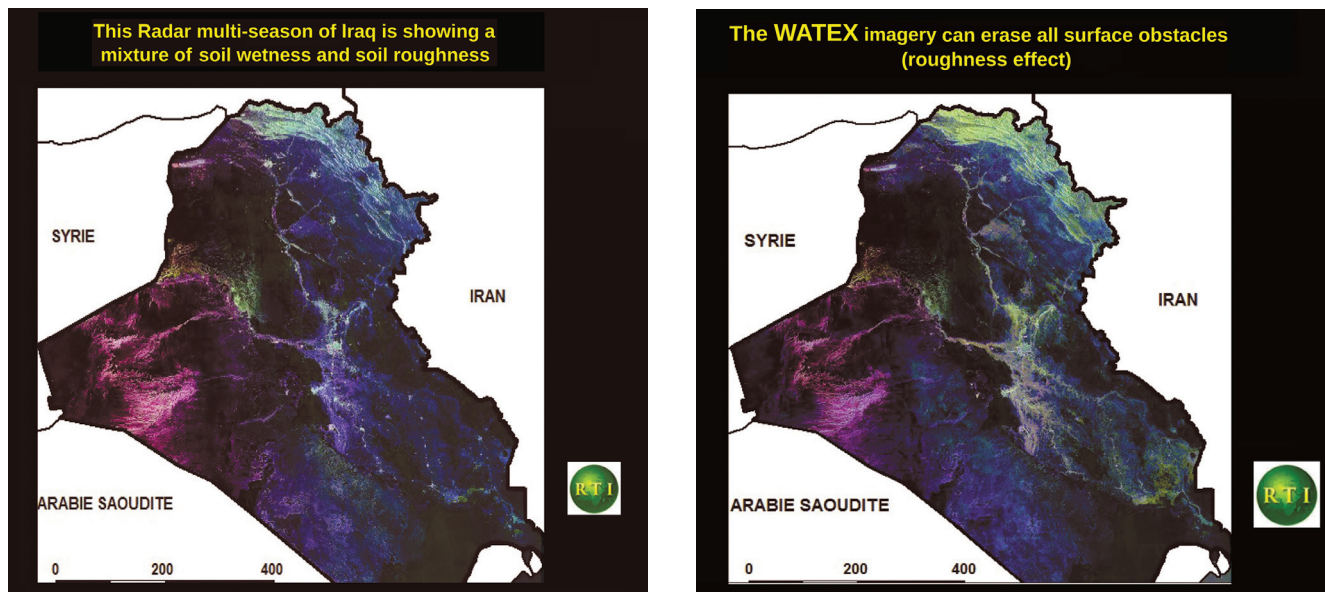 This Radar multi-season of Iraq is showing a
mixture of soil wetness and soil roughness
SYRIE
IRAN
ARABIE SAOUDITE
RTI
0 200 400
The WATEX imagery can erase all surface obstacles
(roughness effect)
SYRIE
IRAN
ARABIE SAOUDITE
RTI
0 200 400